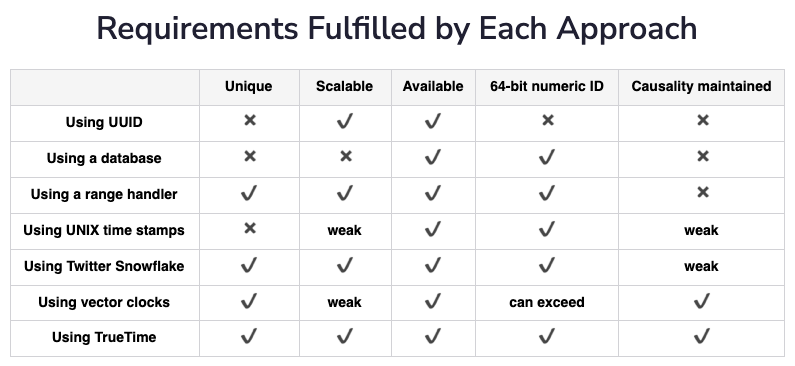 Requirements Fulfilled by Each Approach
Unique Scalable Available 64-bit numeric ID Causality maintained
Using UUID ✖ ✔ ✔ ✖ ✖
Using a database ✖ ✖ ✔ ✔ ✖
Using a range handler ✔ ✔ ✔ ✔ ✖
Using UNIX time stamps ✖ weak ✔ ✔ weak
Using Twitter Snowflake ✔ ✔ ✔ ✔ weak
Using vector clocks ✔ weak ✔ can exceed ✔
Using TrueTime ✔ ✔ ✔ ✔ ✔